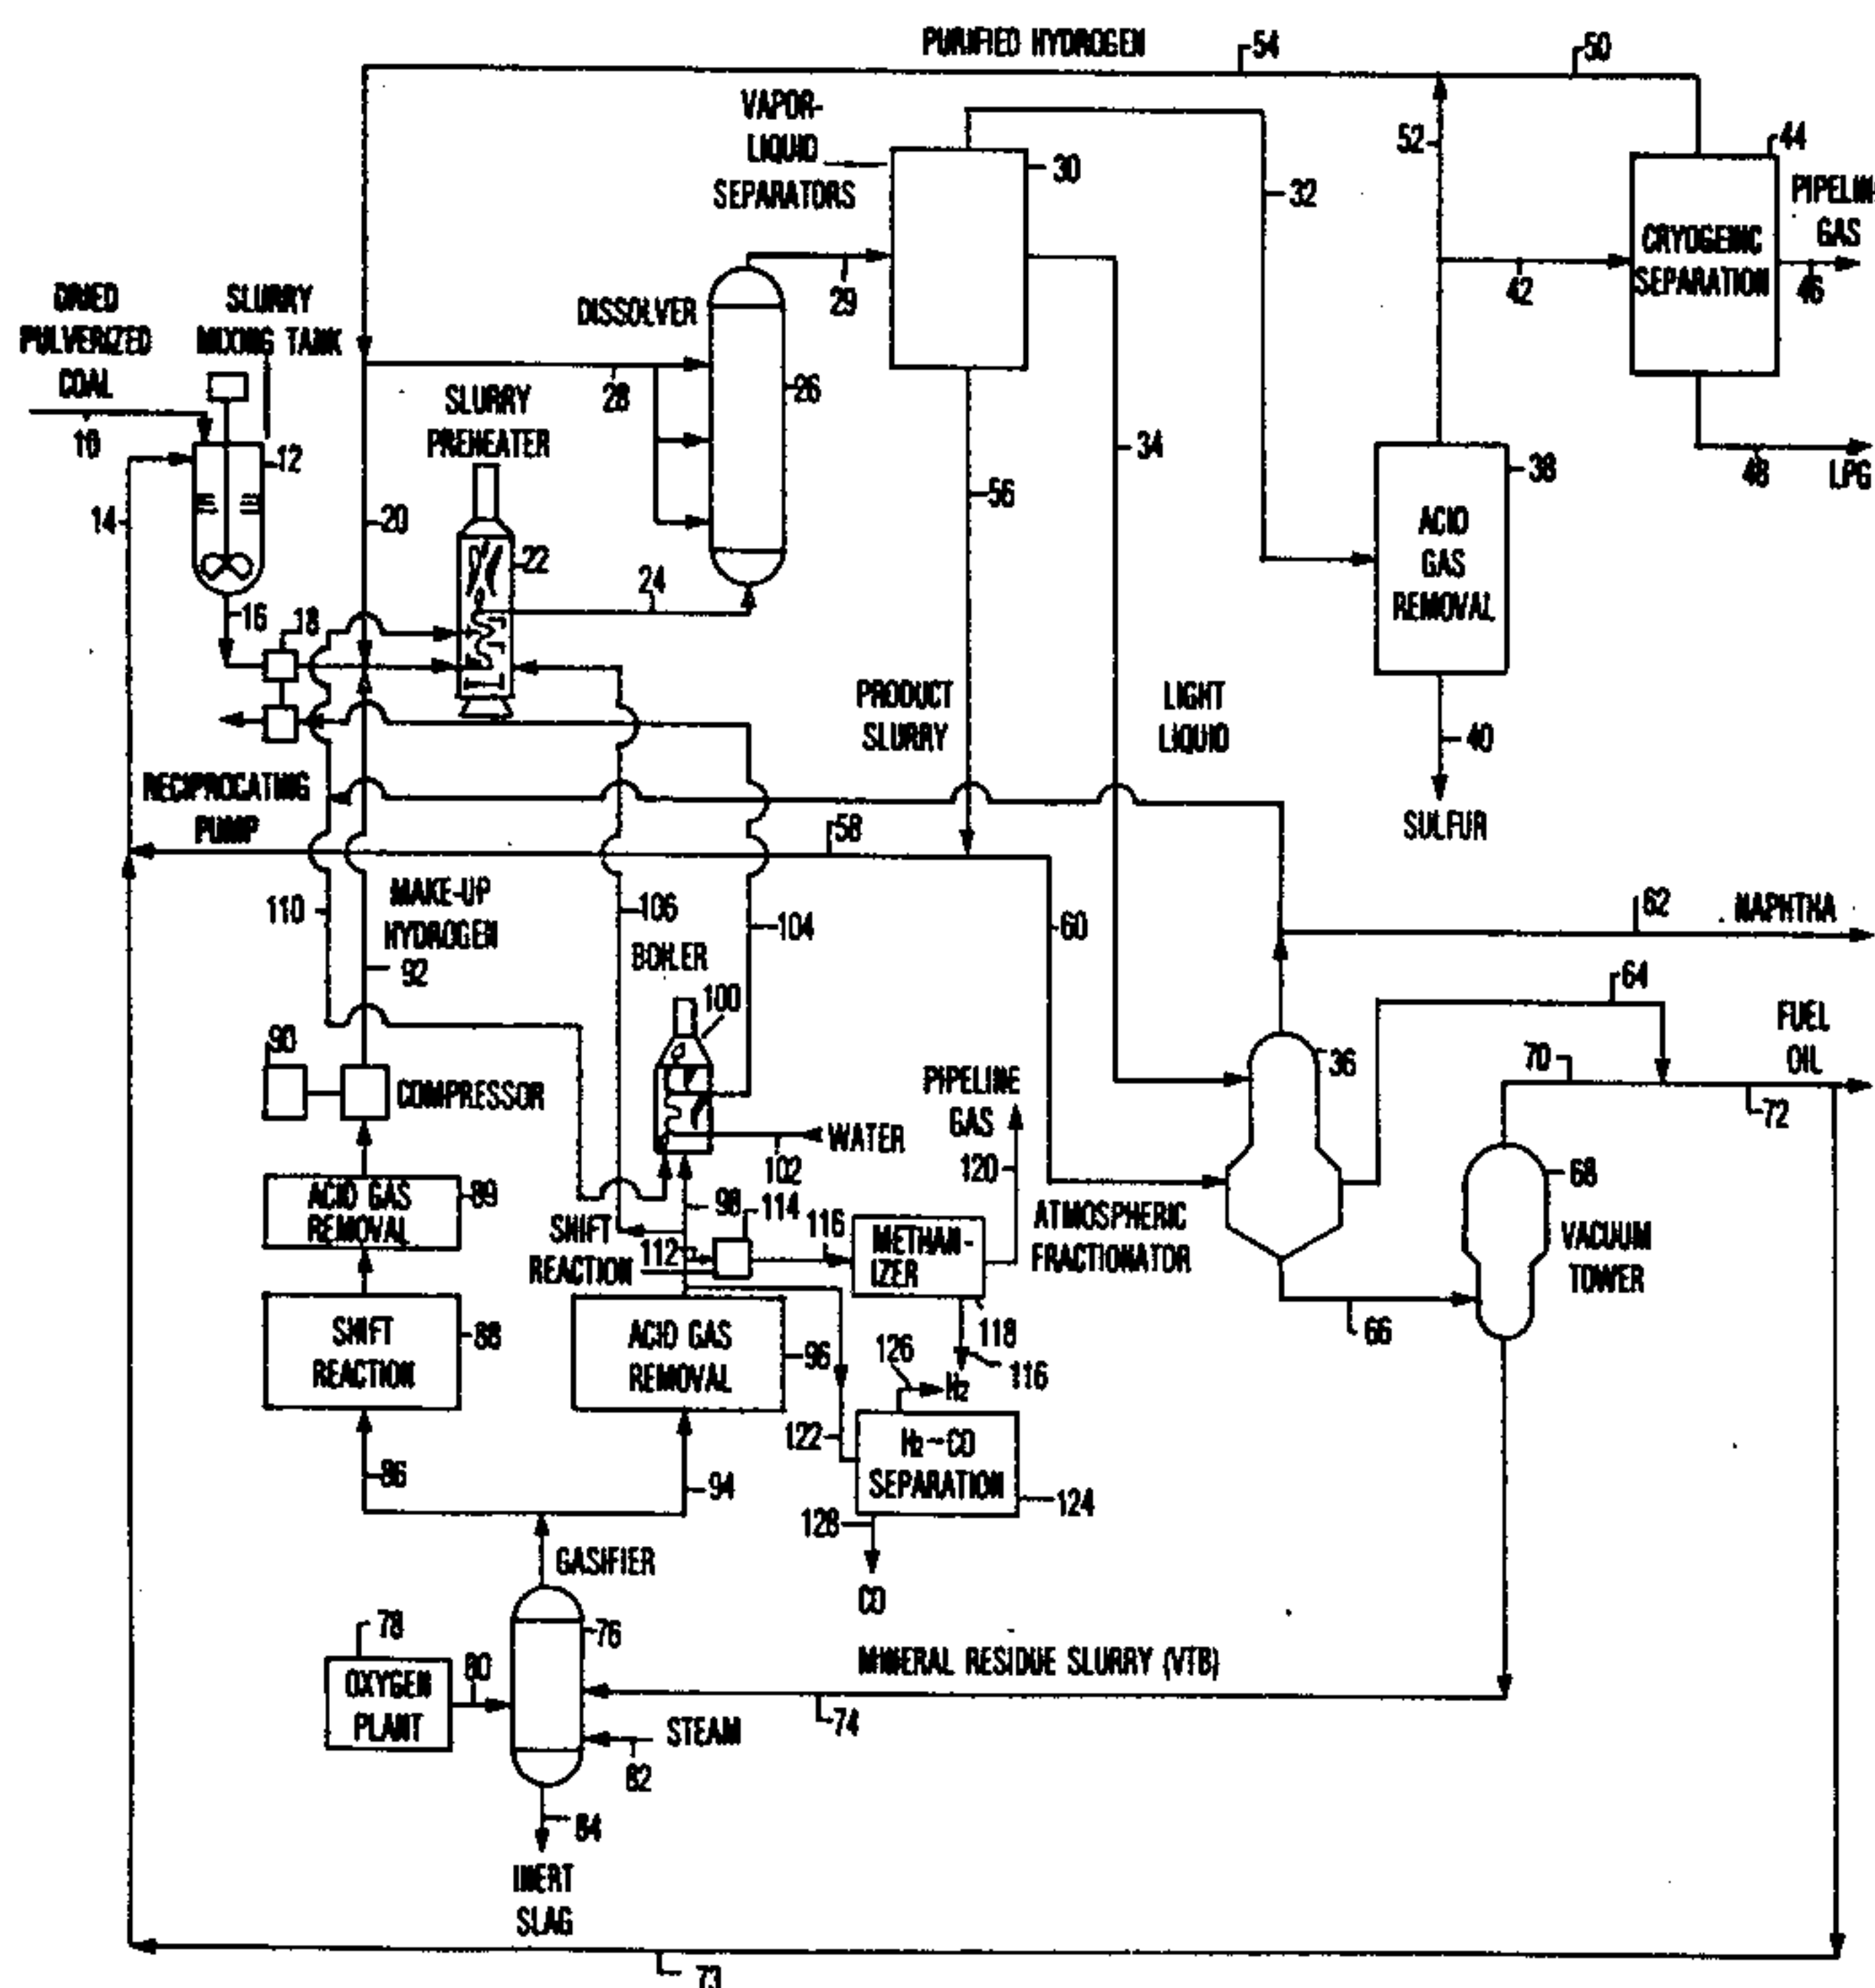 PURIFIED HYDROGEN
54
50
VAPOR-
LIQUID
SEPARATORS
30
32
52
44
PIPELIN
GAS
CRYOGENIC
SEPARATION
42
46
DRIED
PULVERIZED
COAL
SLURRY
MIXING TANK
DISSOLVER
29
10
12
SLURRY
PREHEATER
28
26
34
38
48
LPG
14
20
22
56
ACID
GAS
REMOVAL
16
18
24
PRODUCT
SLURRY
LIGHT
LIQUID
40
SULFUR
RECIPROCATING
PUMP
58
110
MAKE-UP
HYDROGEN
92
106
104
60
62
NAPHTHA
BOILER
100
64
FUEL
OIL
90
COMPRESSOR
PIPELINE
GAS
36
70
72
WATER
102
120
ACID GAS
REMOVAL
89
98
114
116
SHIFT
REACTION
112
METHAN-
IZER
ATMOSPHERIC
FRACTIONATOR
68
VACUUM
TOWER
SHIFT
REACTION
88
ACID GAS
REMOVAL
96
118
126
H2
116
66
122
H2-CO
SEPARATION
124
86
94
128
CO
GASIFIER
78
76
OXYGEN
PLANT
80
MINERAL RESIDUE SLURRY (VTB)
74
STEAM
82
84
INERT
SLAG
73